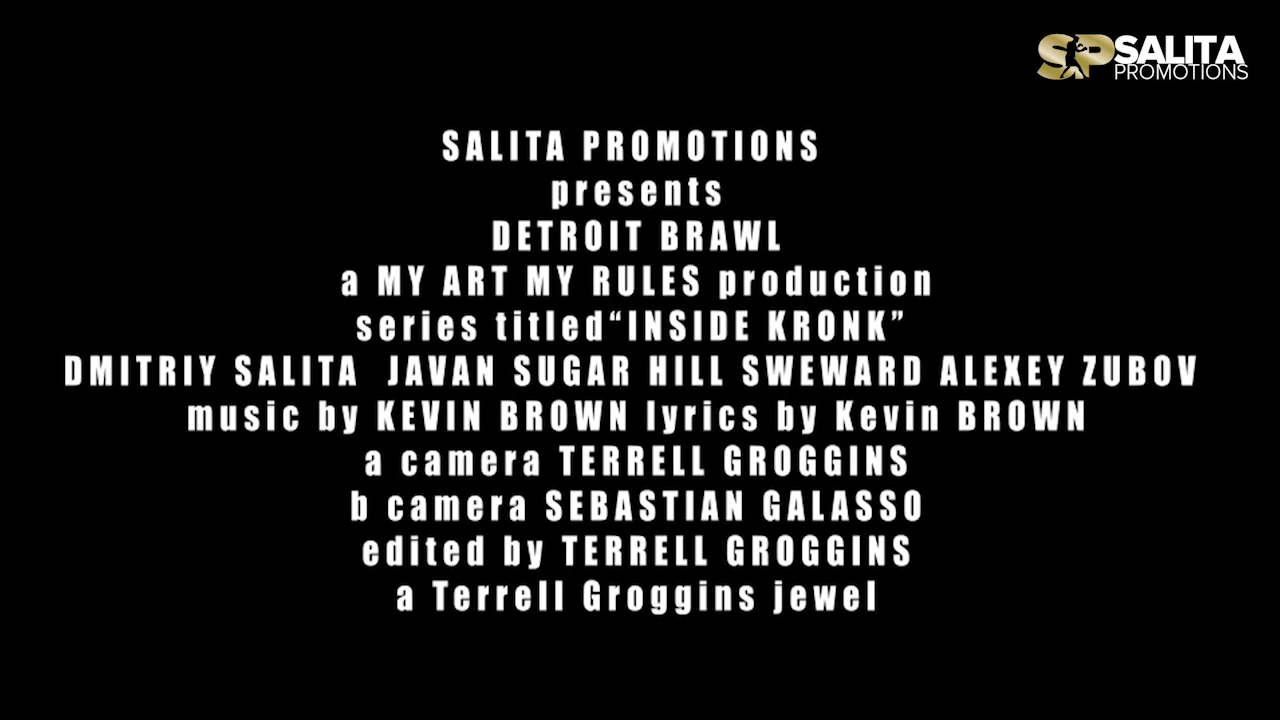 SP SALITA
PROMOTIONS
SALITA PROMOTIONS
presents
DETROIT BRAWL
a MY ART MY RULES production
series titled“INSIDE KRONK”
DMITRIY SALITA JAVAN SUGAR HILL SWEWARD ALEXEY ZUBOV
music by KEVIN BROWN lyrics by Kevin BROWN
a camera TERRELL GROGGINS
b camera SEBASTIAN GALASSO
edited by TERRELL GROGGINS
a Terrell Groggins jewel